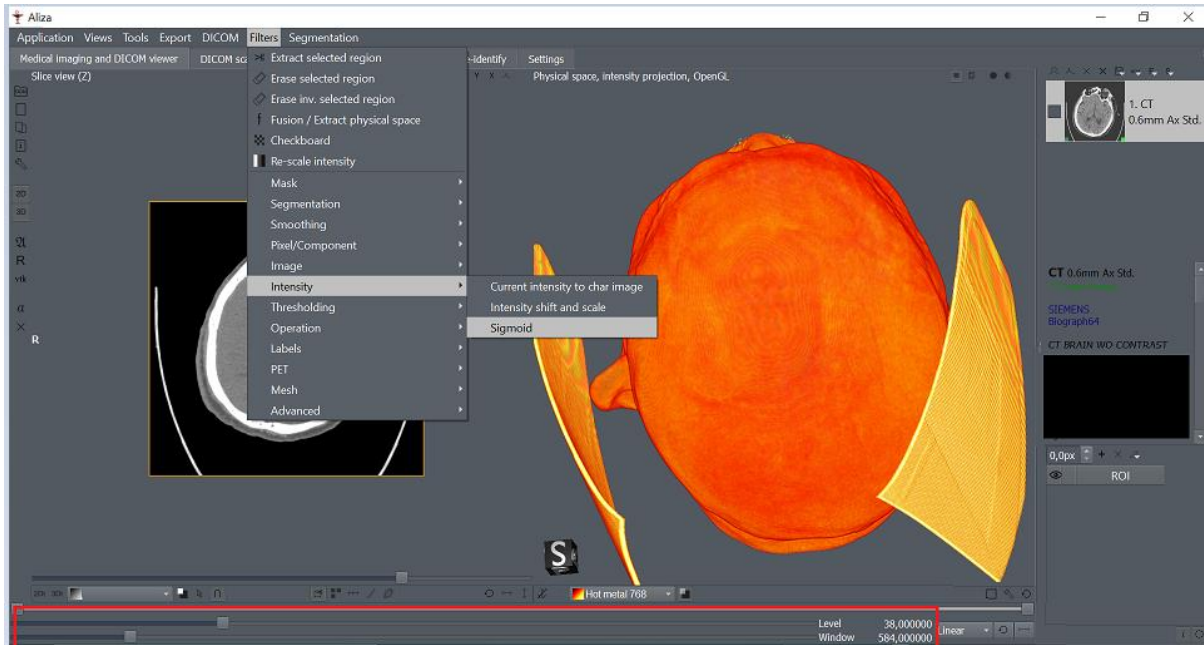 Aliza
Application Views Tools Export DICOM Filters Segmentation
Medical imaging and DICOM viewer DICOM -identify Settings
Slice view (Z) Y X Physical space, intensity projection, OpenGL
Extract selected region
Erase selected region
Erase inv. selected region
Fusion / Extract physical space
Checkboard
Re-scale intensity
Mask
Segmentation
Smoothing
Pixel/Component
Image
Intensity
Thresholding
Operation
Labels
PET
Mesh
Advanced
Current intensity to char image
Intensity shift and scale
Sigmoid
2D
3D
R
vtk
α
R
S
1. CT
0.6mm Ax Std.
CT 0.6mm Ax Std.
SIEMENS
Biograph64
CT BRAIN WO CONTRAST
0,0px
ROI
Hot metal 768
Level 38,000000
Window 584,000000
Linear